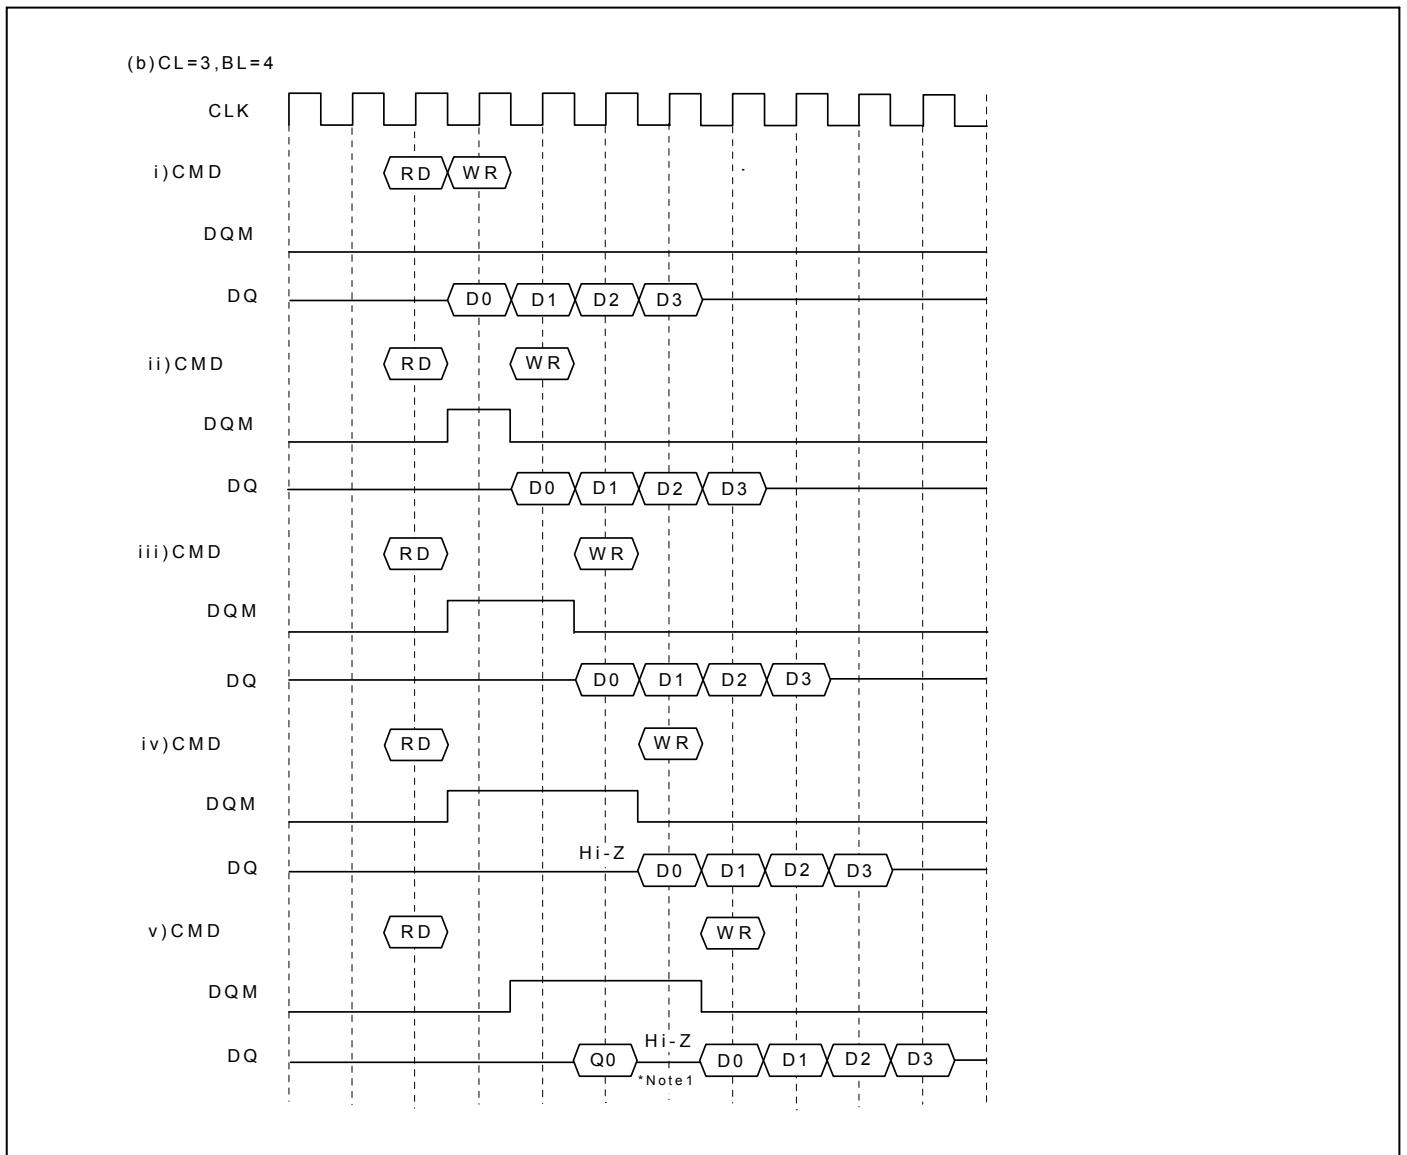 (b)CL=3,BL=4
CLK
i)CMD RD WR
DQM
DQ D0 D1 D2 D3
ii)CMD RD WR
DQM
DQ D0 D1 D2 D3
iii)CMD RD WR
DQM
DQ D0 D1 D2 D3
iv)CMD RD WR
DQM
Hi-Z
DQ D0 D1 D2 D3
v)CMD RD WR
DQM
Hi-Z
DQ Q0 D0 D1 D2 D3
*Note1